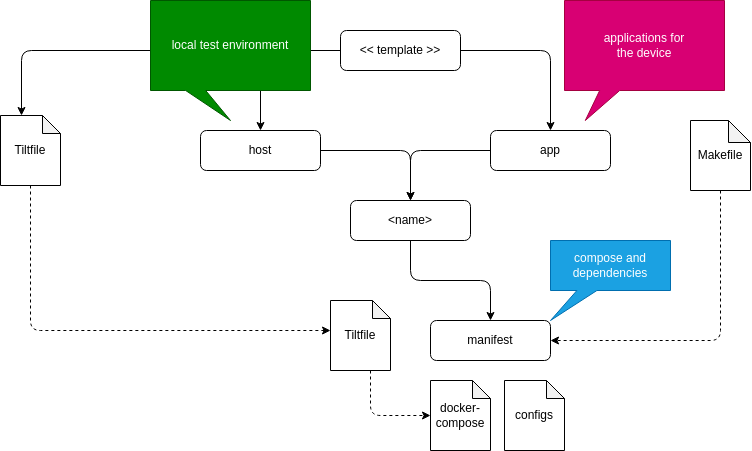 local test environment
<< template >>
applications for
the device
Tiltfile
host
app
Makefile
<name>
compose and
dependencies
Tiltfile
manifest
docker-
compose
configs